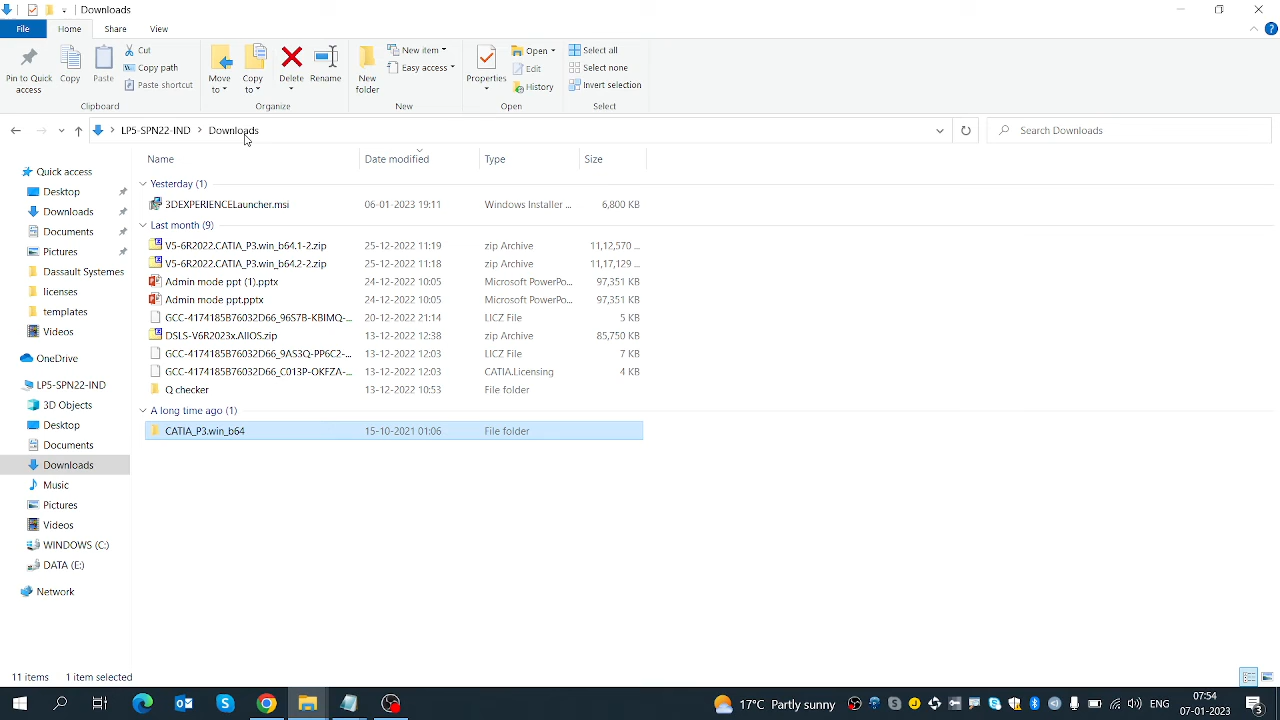 Downloads
File Home Share View
Pin to Quick access
Copy
Paste
Cut
Copy path
Paste shortcut
Clipboard
Move to
Copy to
Delete
Rename
Organize
New folder
New item
Easy access
New
Properties
Open
Edit
History
Open
Select all
Select none
Invert selection
Select
LP5-SPN22-IND > Downloads
Search Downloads
Quick access
Desktop
Downloads
Documents
Pictures
Dassault Systemes
licenses
templates
Videos
OneDrive
LP5-SPN22-IND
3D Objects
Desktop
Documents
Downloads
Music
Pictures
Videos
WINDOWS (C:)
DATA (E:)
Network
Name Date modified Type Size
Yesterday (1)
3DEXPERIENCELauncher.msi 06-01-2023 19:11 Windows Installer ... 6,800 KB
Last month (9)
V5-6R2022.CATIA_P3.win_b64.1-2.zip 25-12-2022 11:19 zip Archive 11,12,570 ...
V5-6R2022.CATIA_P3.win_b64.2-2.zip 25-12-2022 11:18 zip Archive 11,17,129 ...
Admin mode ppt (1).pptx 24-12-2022 10:05 Microsoft PowerPo... 97,351 KB
Admin mode ppt.pptx 24-12-2022 10:05 Microsoft PowerPo... 97,351 KB
GCC-4174185B76032D66_96S7B-KBIMQ-... 20-12-2022 21:14 LICZ File 5 KB
DSLS-V6R2023x.AllOS.zip 13-12-2022 12:38 zip Archive 85,750 KB
GCC-4174185B76032D66_9AS3Q-PP6C2-... 13-12-2022 12:03 LICZ File 7 KB
GCC-4174185B76032D66_C013P-OKFZA-... 13-12-2022 12:03 CATIA.Licensing 4 KB
Q checker 13-12-2022 10:53 File folder
A long time ago (1)
CATIA_P3.win_b64 15-10-2021 01:06 File folder
11 items 1 item selected
17°C Partly sunny
ENG
07:54
07-01-2023
3